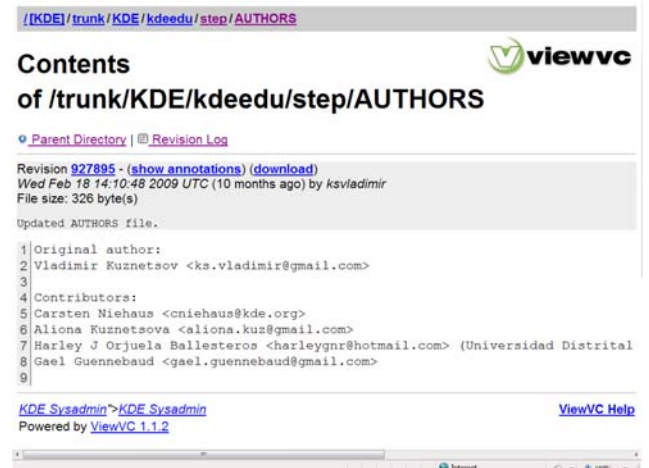 /[KDE]/trunk/KDE/kdeedu/step/AUTHORS
viewvc
Contents
of /trunk/KDE/kdeedu/step/AUTHORS
Parent Directory | Revision Log
Revision 927895 - (show annotations) (download)
Wed Feb 18 14:10:48 2009 UTC (10 months ago) by ksvladimir
File size: 326 byte(s)
Updated AUTHORS file.
1 Original author:
2 Vladimir Kuznetsov <ks.vladimir@gmail.com>
3
4 Contributors:
5 Carsten Niehaus <cniehaus@kde.org>
6 Aliona Kuznetsova <aliona.kuz@gmail.com>
7 Harley J Orjuela Ballesteros <harleygnr@hotmail.com> (Universidad Distrital
8 Gael Guennebaud <gael.guennebaud@gmail.com>
9
KDE Sysadmin">KDE Sysadmin
ViewVC Help
Powered by ViewVC 1.1.2